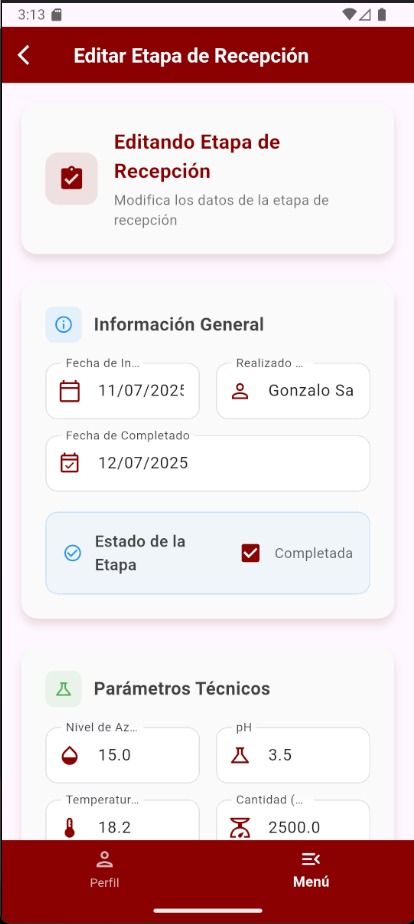 3:13
Editar Etapa de Recepción
Editando Etapa de
Recepción
Modifica los datos de la etapa de
recepción
Información General
Fecha de In...
Realizado ...
11/07/2025
Gonzalo Sa
Fecha de Completado
12/07/2025
Estado de la
Etapa
Completada
Parámetros Técnicos
Nivel de Az...
pH
15.0
3.5
Temperatur...
Cantidad (...
18.2
2500.0
Perfil
Menú